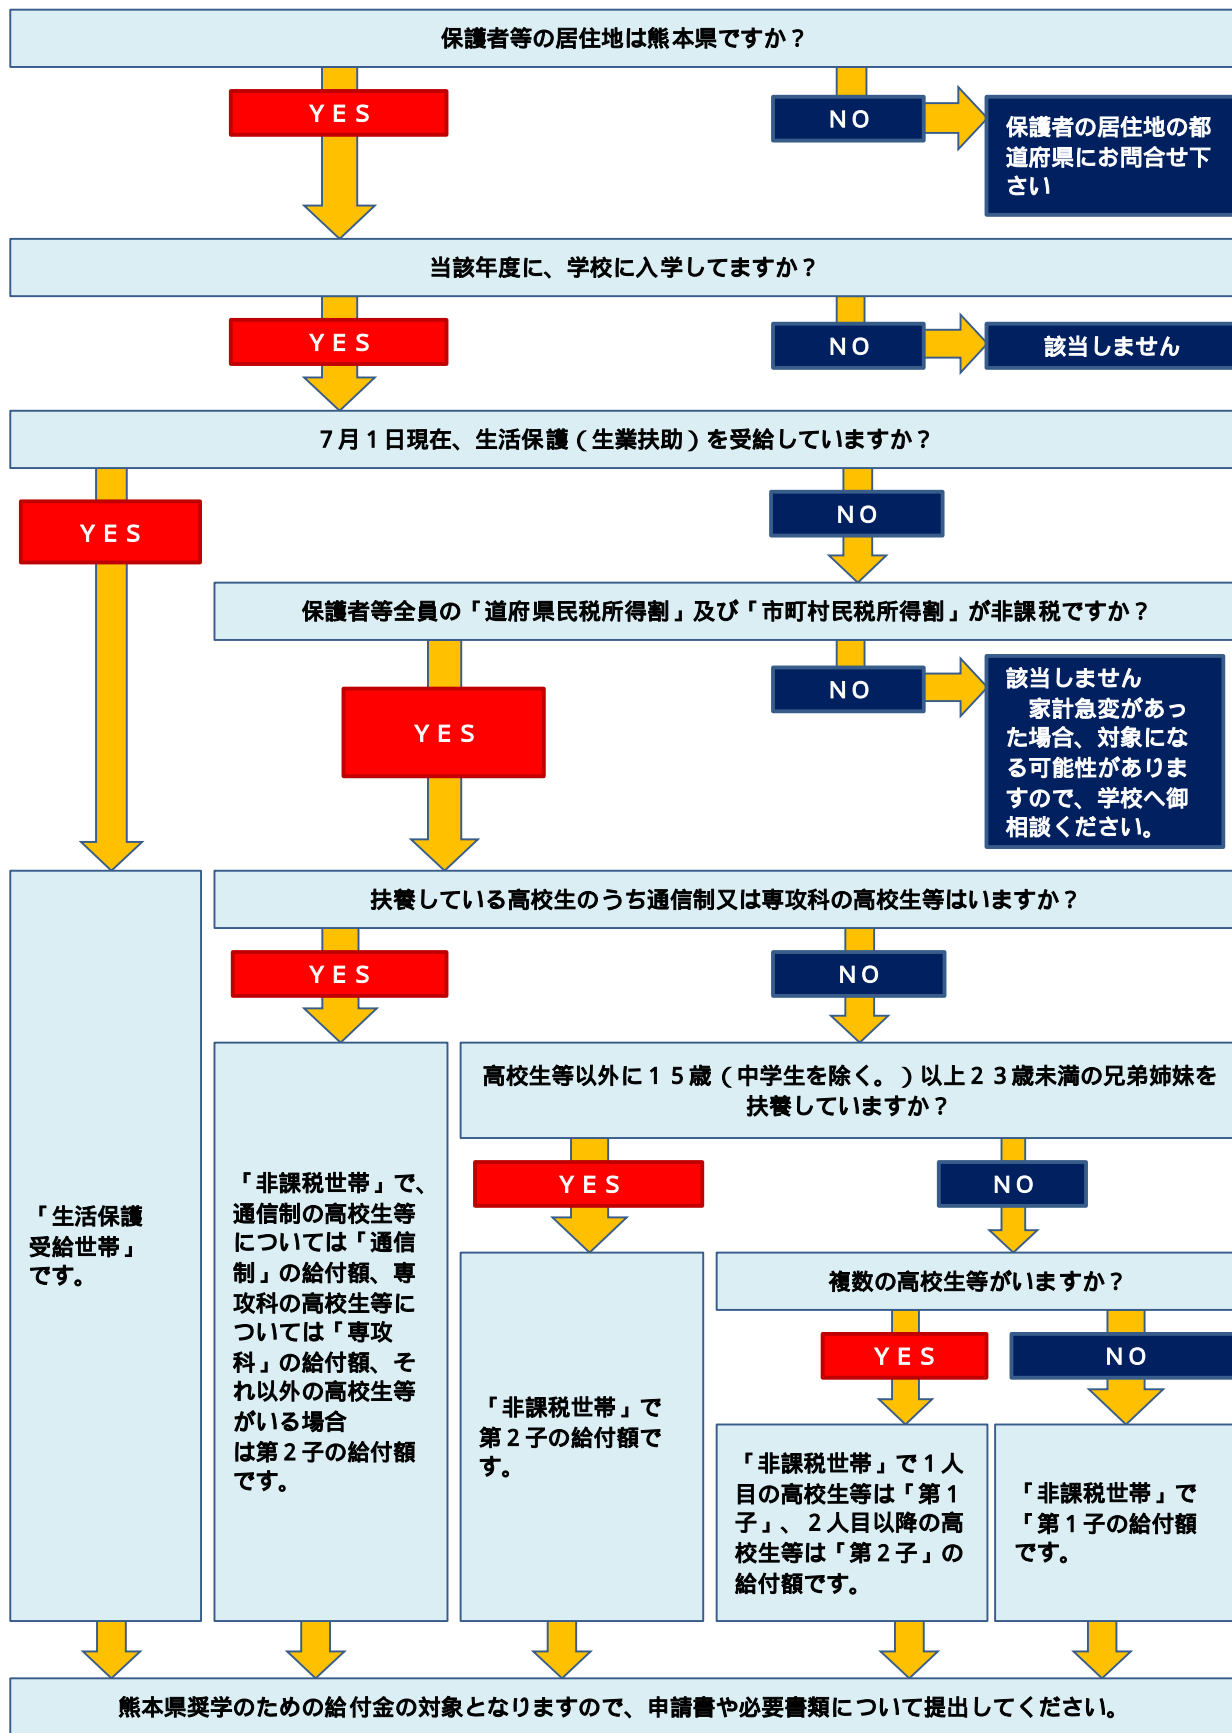 保護者等の居住地は熊本県ですか？
ＹＥＳ
ＮＯ
保護者の居住地の都
道府県にお問合せ下
さい
当該年度に、学校に入学してますか？
ＹＥＳ
ＮＯ
該当しません
７月１日現在、生活保護（生業扶助）を受給していますか？
ＹＥＳ
ＮＯ
保護者等全員の「道府県民税所得割」及び「市町村民税所得割」が非課税ですか？
ＹＥＳ
ＮＯ
該当しません
　家計急変があっ
た場合、対象にな
る可能性がありま
すので、学校へ御
相談ください。
扶養している高校生のうち通信制又は専攻科の高校生等はいますか？
ＹＥＳ
ＮＯ
高校生等以外に１５歳（中学生を除く。）以上２３歳未満の兄弟姉妹を
扶養していますか？
ＹＥＳ
ＮＯ
複数の高校生等がいますか？
ＹＥＳ
ＮＯ
「生活保護
受給世帯」
です。
「非課税世帯」で、
通信制の高校生等
については「通信
制」の給付額、専
攻科の高校生等に
ついては「専攻
科」の給付額、そ
れ以外の高校生等
がいる場合
は第２子の給付額
です。
「非課税世帯」で
第２子の給付額で
す。
「非課税世帯」で１人
目の高校生等は「第１
子」、２人目以降の高
校生等は「第２子」の
給付額です。
「非課税世帯」で
「第１子の給付額
です。
熊本県奨学のための給付金の対象となりますので、申請書や必要書類について提出してください。